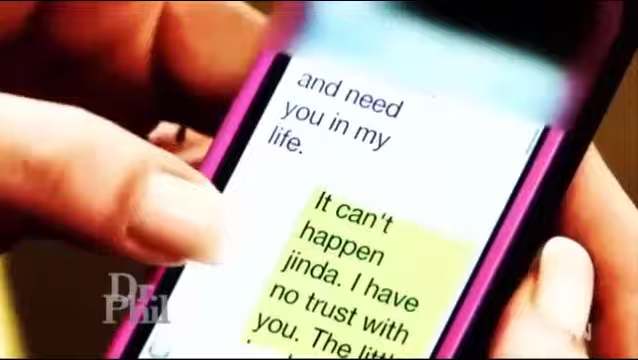 and need
you in my
life.
It can't
happen
jinda. I have
no trust with
you. The
Dr.
Phil